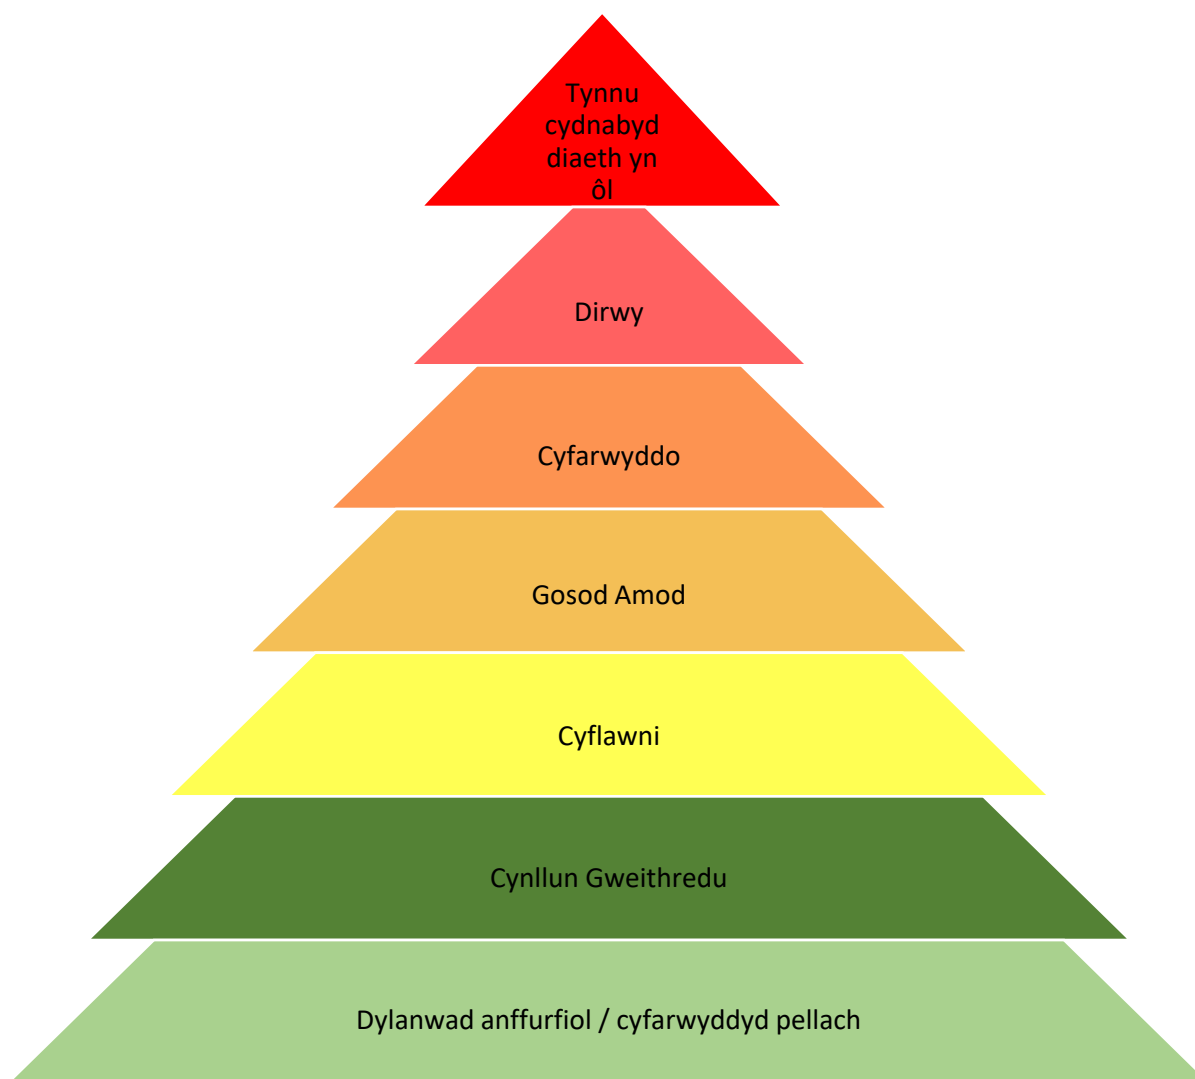 Tynnu
cydnabyd
diaeth yn
ôl
Dirwy
Cyfarwyddo
Gosod Amod
Cyflawni
Cynllun Gweithredu
Dylanwad anffurfiol / cyfarwyddyd pellach